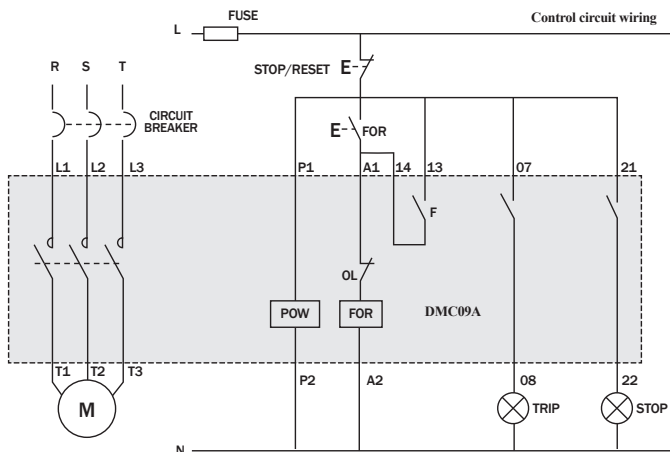 FUSE
Control circuit wiring
L
R S T
STOP/RESET
E
CIRCUIT
BREAKER
E FOR
L1 L2 L3 P1 A1 14 13 07 21
F
OL
POW FOR DMC09A
T1 T2 T3 P2 A2 08 22
M TRIP STOP
N